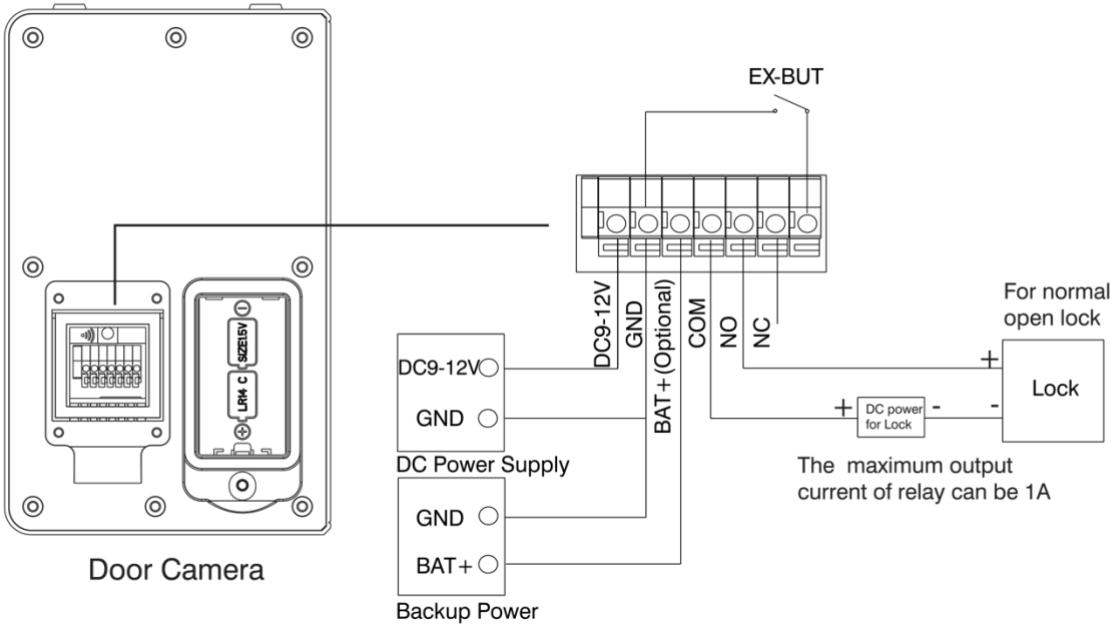 EX-BUT
DC9-12V
GND
BAT+(Optional)
COM
NO
NC
For normal
open lock
+
Lock
-
+
DC power
for Lock
-
The maximum output
current of relay can be 1A
DC9-12V
GND
DC Power Supply
GND
BAT+
Backup Power
SIZE1.5V
LR14 C
Door Camera